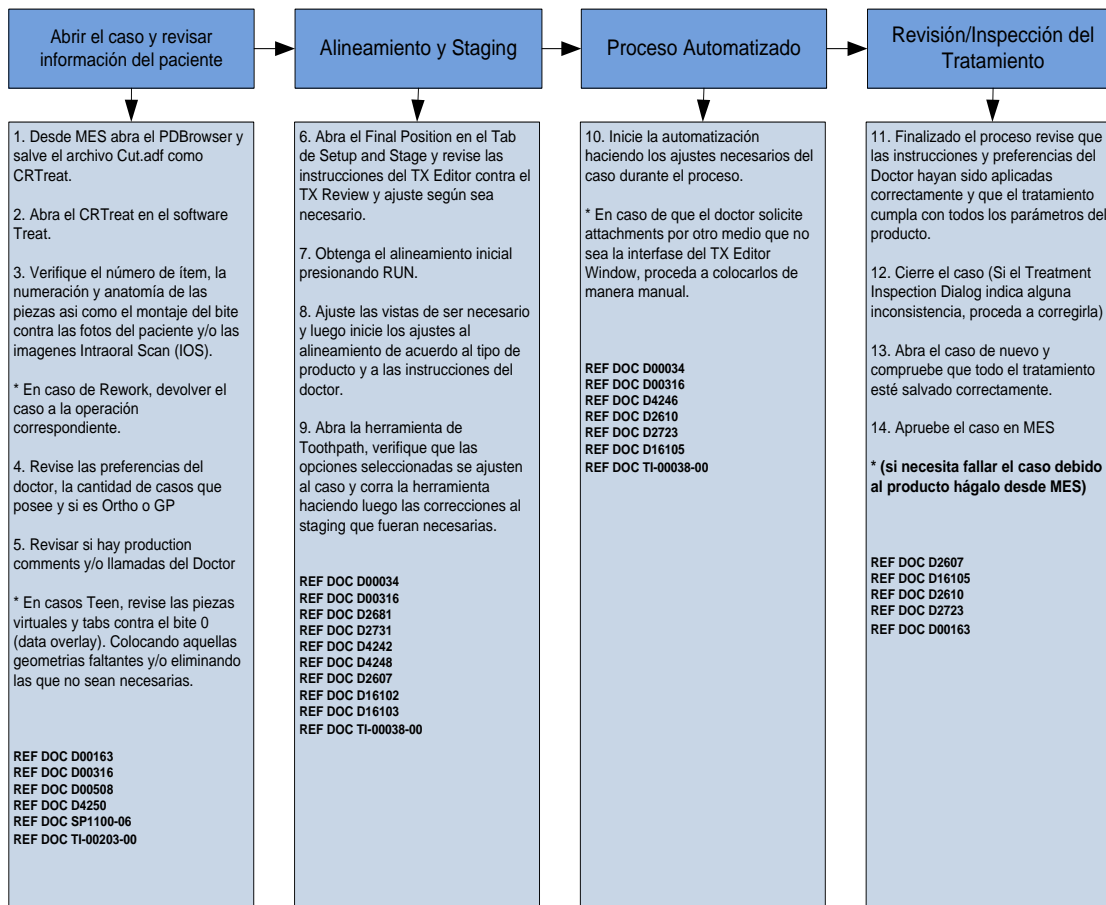 Abrir el caso y revisar
información del paciente
1. Desde MES abra el PDBrowser y
salve el archivo Cut.adf como
CRTreat.
2. Abra el CRTreat en el software
Treat.
3. Verifique el número de ítem, la
numeración y anatomía de las
piezas asi como el montaje del bite
contra las fotos del paciente y/o las
imagenes Intraoral Scan (IOS).
* En caso de Rework, devolver el
caso a la operación
correspondiente.
4. Revise las preferencias del
doctor, la cantidad de casos que
posee y si es Ortho o GP
5. Revisar si hay production
comments y/o llamadas del Doctor
* En casos Teen, revise las piezas
virtuales y tabs contra el bite 0
(data overlay). Colocando aquellas
geometrias faltantes y/o eliminando
las que no sean necesarias.
REF DOC D00163
REF DOC D00316
REF DOC D00508
REF DOC D4250
REF DOC SP1100-06
REF DOC TI-00203-00
Alineamiento y Staging
6. Abra el Final Position en el Tab
de Setup and Stage y revise las
instrucciones del TX Editor contra el
TX Review y ajuste según sea
necesario.
7. Obtenga el alineamiento inicial
presionando RUN.
8. Ajuste las vistas de ser necesario
y luego inicie los ajustes al
alineamiento de acuerdo al tipo de
producto y a las instrucciones del
doctor.
9. Abra la herramienta de
Toothpath, verifique que las
opciones seleccionadas se ajusten
al caso y corra la herramienta
haciendo luego las correcciones al
staging que fueran necesarias.
REF DOC D00034
REF DOC D00316
REF DOC D2681
REF DOC D2731
REF DOC D4242
REF DOC D4248
REF DOC D2607
REF DOC D16102
REF DOC D16103
REF DOC TI-00038-00
Proceso Automatizado
10. Inicie la automatización
haciendo los ajustes necesarios del
caso durante el proceso.
* En caso de que el doctor solicite
attachments por otro medio que no
sea la interfase del TX Editor
Window, proceda a colocarlos de
manera manual.
REF DOC D00034
REF DOC D00316
REF DOC D4246
REF DOC D2610
REF DOC D2723
REF DOC D16105
REF DOC TI-00038-00
Revisión/Inspección del
Tratamiento
11. Finalizado el proceso revise que
las instrucciones y preferencias del
Doctor hayan sido aplicadas
correctamente y que el tratamiento
cumpla con todos los parámetros del
producto.
12. Cierre el caso (Si el Treatment
Inspection Dialog indica alguna
inconsistencia, proceda a corregirla)
13. Abra el caso de nuevo y
compruebe que todo el tratamiento
esté salvado correctamente.
14. Apruebe el caso en MES
* (si necesita fallar el caso debido
al producto hágalo desde MES)
REF DOC D2607
REF DOC D16105
REF DOC D2610
REF DOC D2723
REF DOC D00163